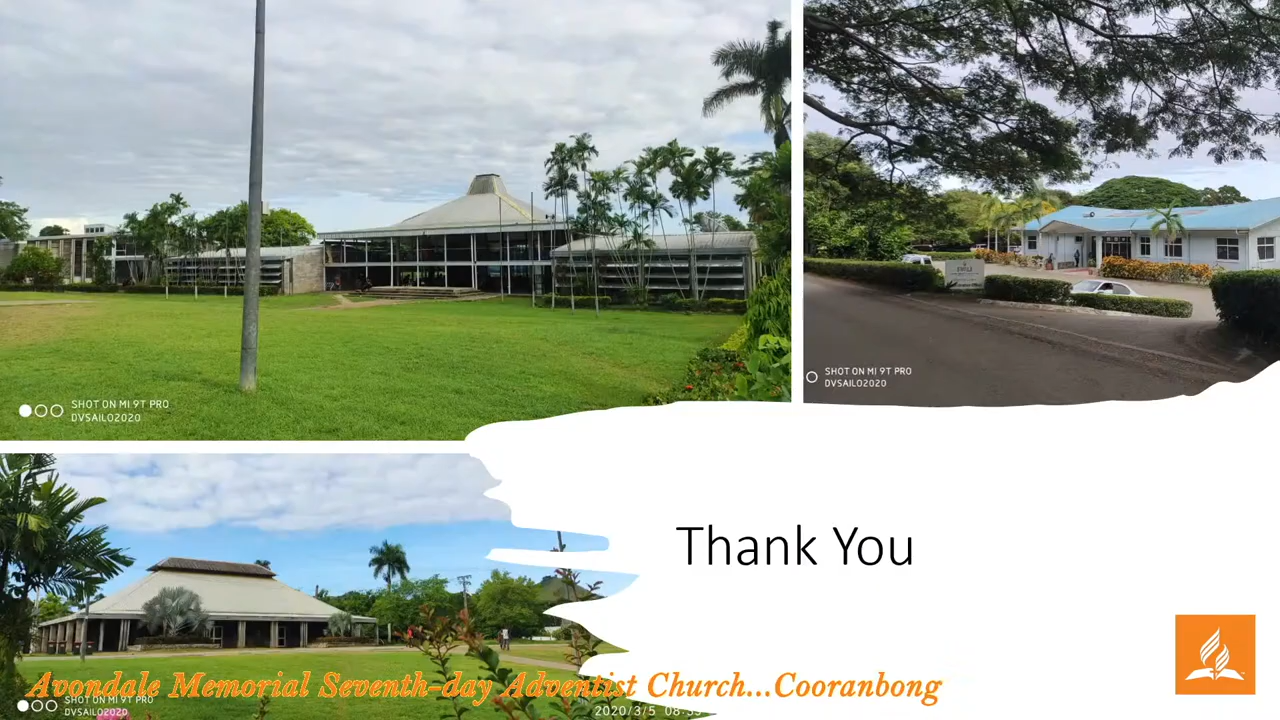 SHOT ON MI 9T PRO
DVSAILO2020
SHOT ON MI 9T PRO
DVSAILO2020
Thank You
Avondale Memorial Seventh-day Adventist Church...Cooranbong
SHOT ON MI 9T PRO
DVSAILO2020
2020/3/5